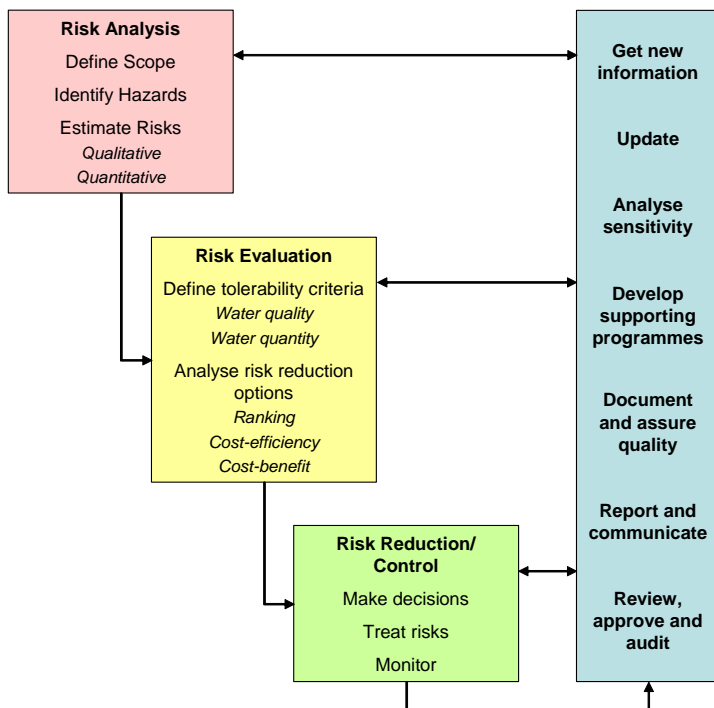 Risk Analysis
Define Scope
Identify Hazards
Estimate Risks
Qualitative
Quantitative
Risk Evaluation
Define tolerability criteria
Water quality
Water quantity
Analyse risk reduction
options
Ranking
Cost-efficiency
Cost-benefit
Risk Reduction/
Control
Make decisions
Treat risks
Monitor
Get new
information
Update
Analyse
sensitivity
Develop
supporting
programmes
Document
and assure
quality
Report and
communicate
Review,
approve and
audit